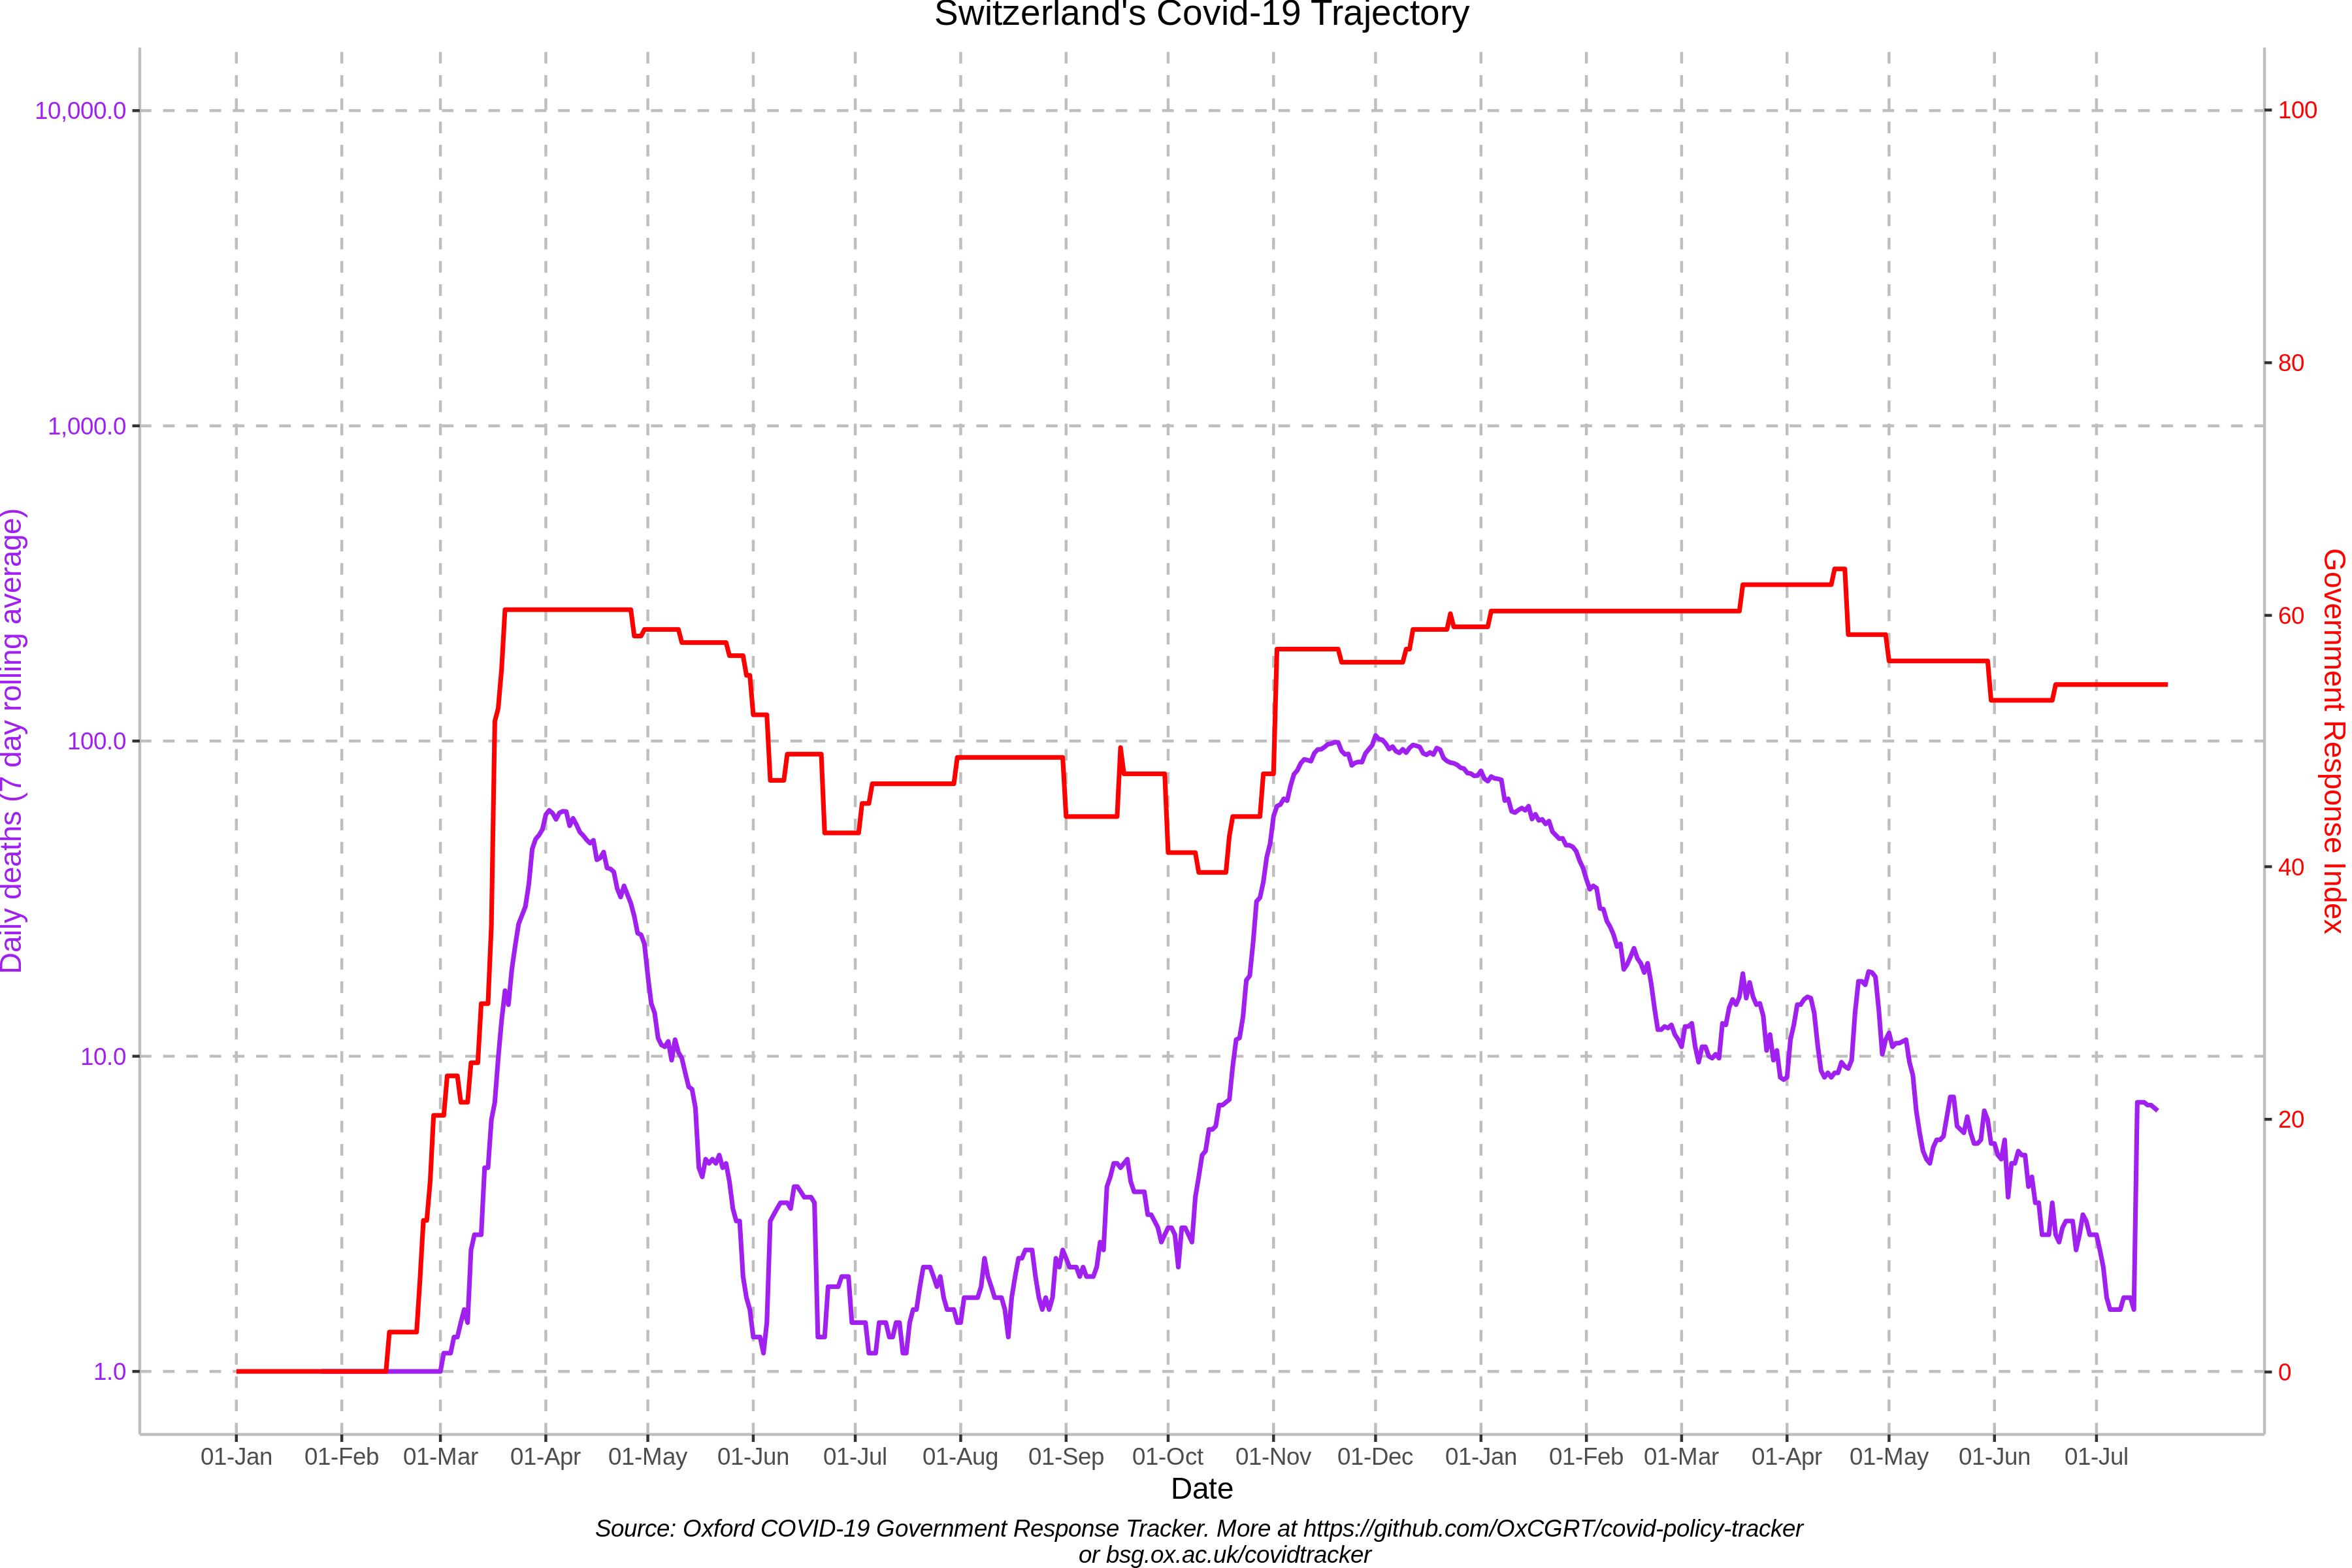 Switzerland's Covid-19 Trajectory
10,000.0
1,000.0
100.0
10.0
1.0
Daily deaths (7 day rolling average)
100
80
60
40
20
0
Government Response Index
01-Jan 01-Feb 01-Mar 01-Apr 01-May 01-Jun 01-Jul 01-Aug 01-Sep 01-Oct 01-Nov 01-Dec 01-Jan 01-Feb 01-Mar 01-Apr 01-May 01-Jun 01-Jul
Date
Source: Oxford COVID-19 Government Response Tracker. More at https://github.com/OxCGRT/covid-policy-tracker
or bsg.ox.ac.uk/covidtracker